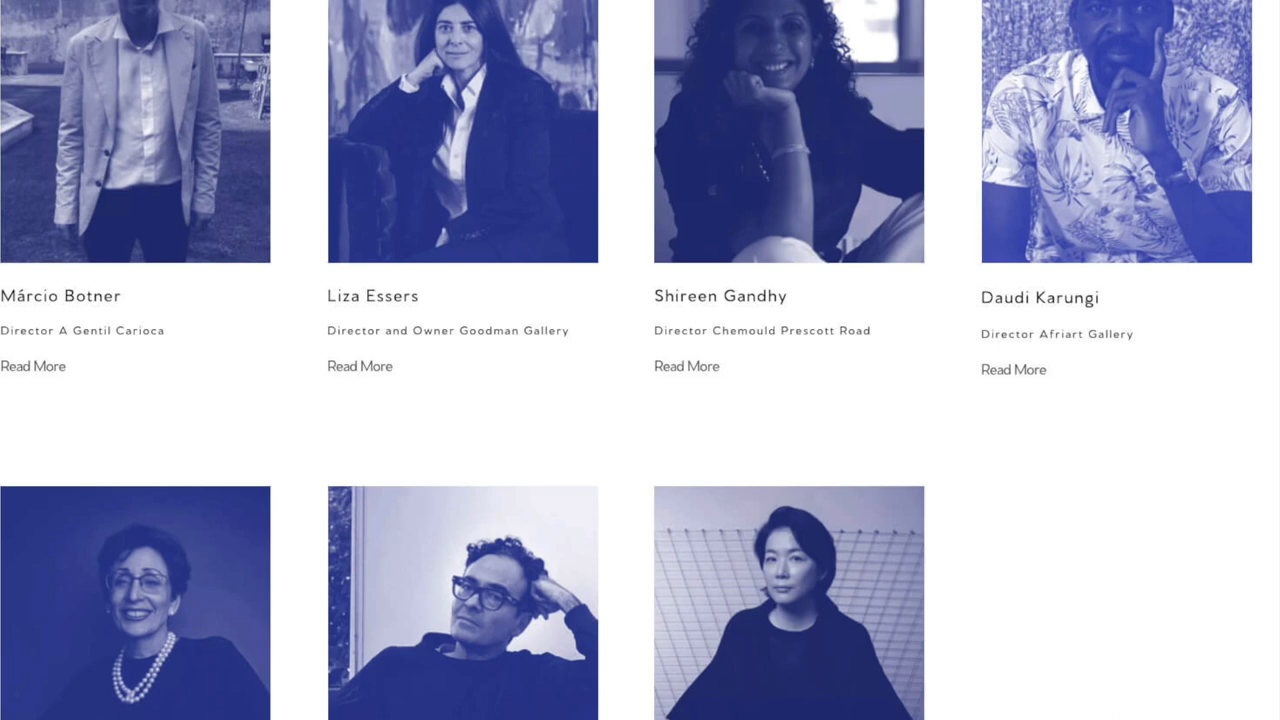 Márcio Botner
Director A Gentil Carioca
Read More
Liza Essers
Director and Owner Goodman Gallery
Read More
Shireen Gandhy
Director Chemould Prescott Road
Read More
Daudi Karungi
Director Afriart Gallery
Read More